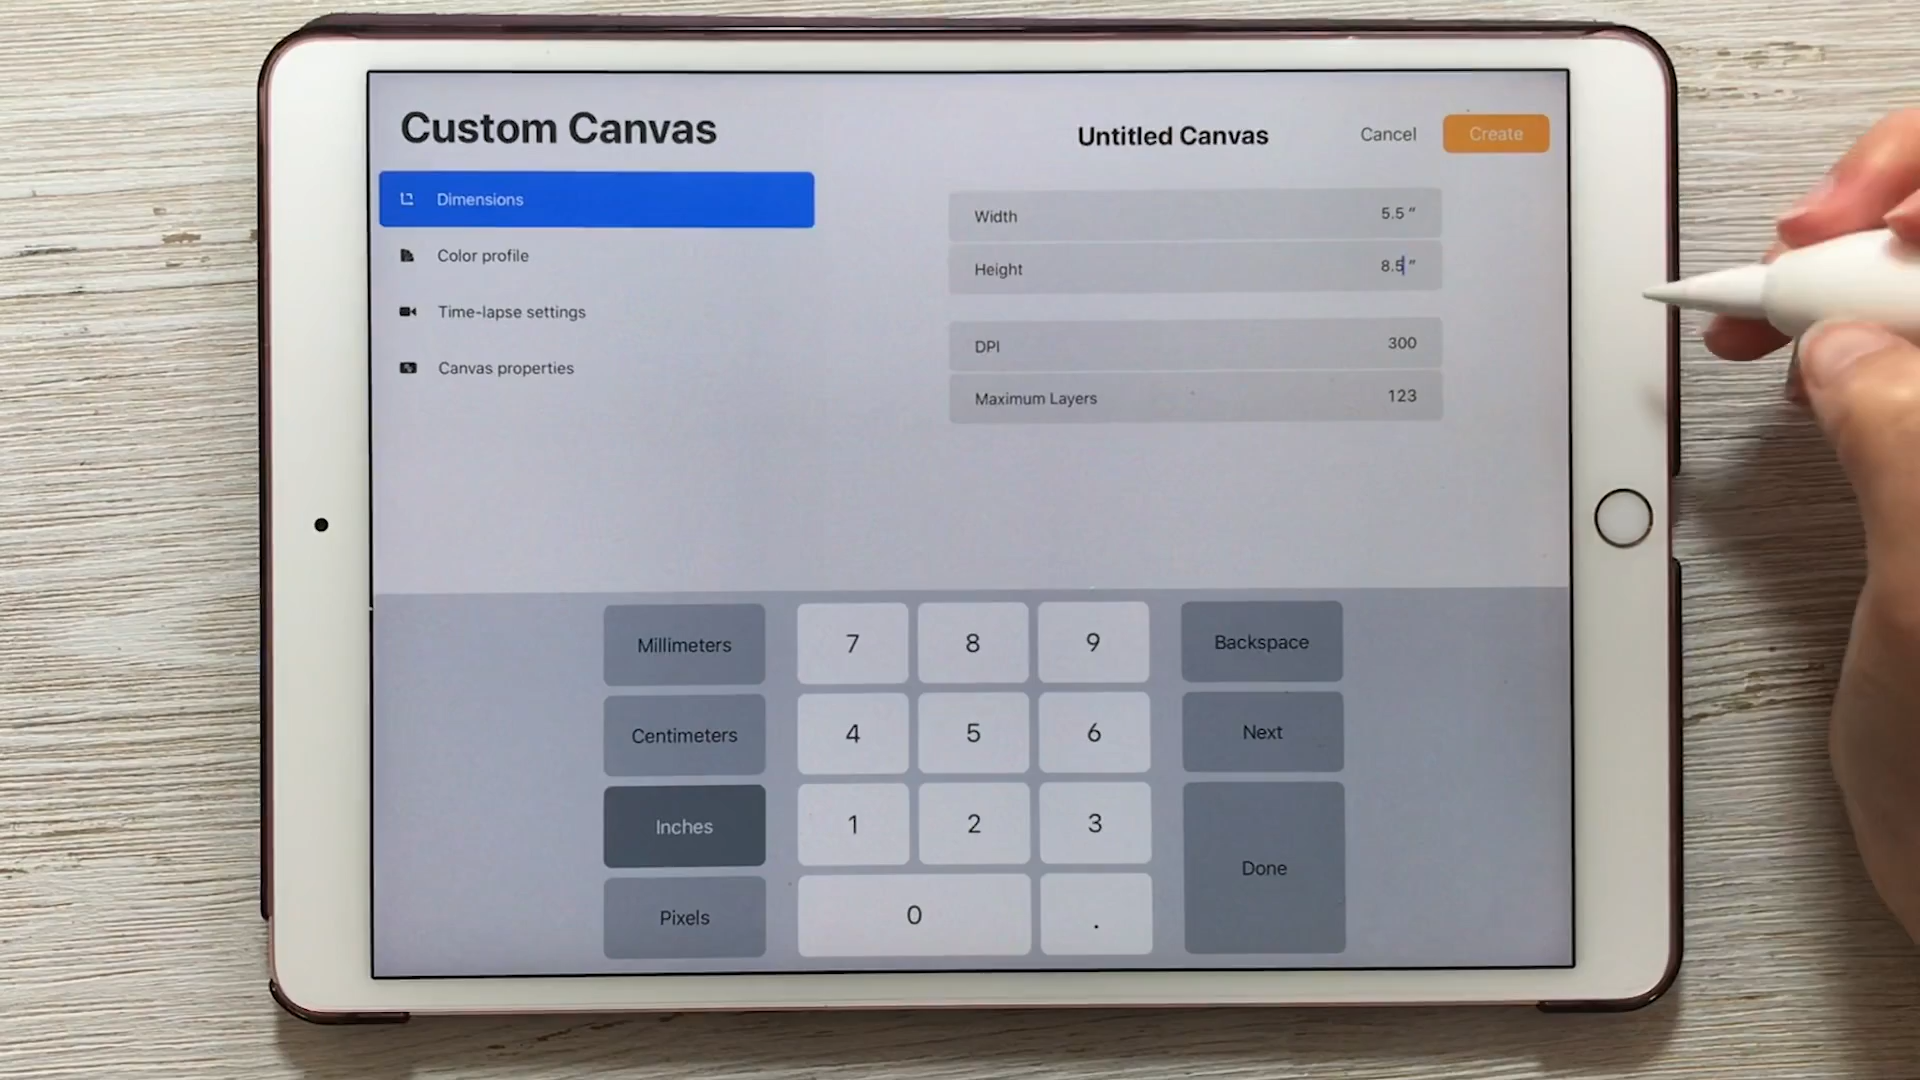 Custom Canvas
Untitled Canvas
Cancel
Create
Dimensions
Color profile
Time-lapse settings
Canvas properties
Width 5.5 "
Height 8.5 "
DPI 300
Maximum Layers 123
Millimeters 7 8 9 Backspace
Centimeters 4 5 6 Next
Inches 1 2 3 Done
Pixels 0 .